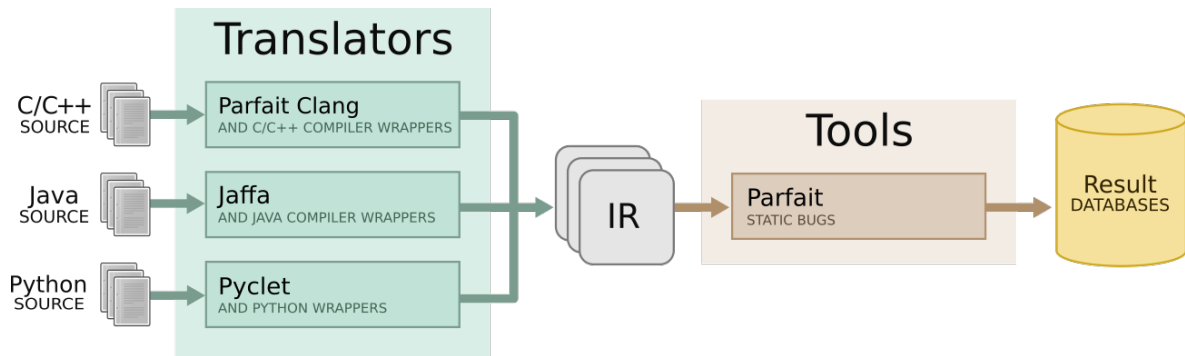 Translators
C/C++
SOURCE
Parfait Clang
AND C/C++ COMPILER WRAPPERS
Java
SOURCE
Jaffa
AND JAVA COMPILER WRAPPERS
Python
SOURCE
Pyclet
AND PYTHON WRAPPERS
IR
Tools
Parfait
STATIC BUGS
Result
DATABASES